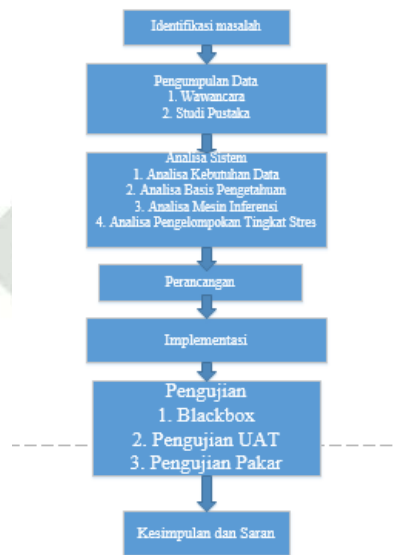 Identifikasi masalah
Pengumpulan Data
1. Wawancara
2. Studi Pustaka
Analisa Sistem
1. Analisa Kebutuhan Data
2. Analisa Basis Pengetahuan
3. Analisa Mesin Inferensi
4. Analisa Pengelompokan Tingkat Stres
Perancangan
Implementasi
Pengujian
1. Blackbox
2. Pengujian UAT
3. Pengujian Pakar
Kesimpulan dan Saran